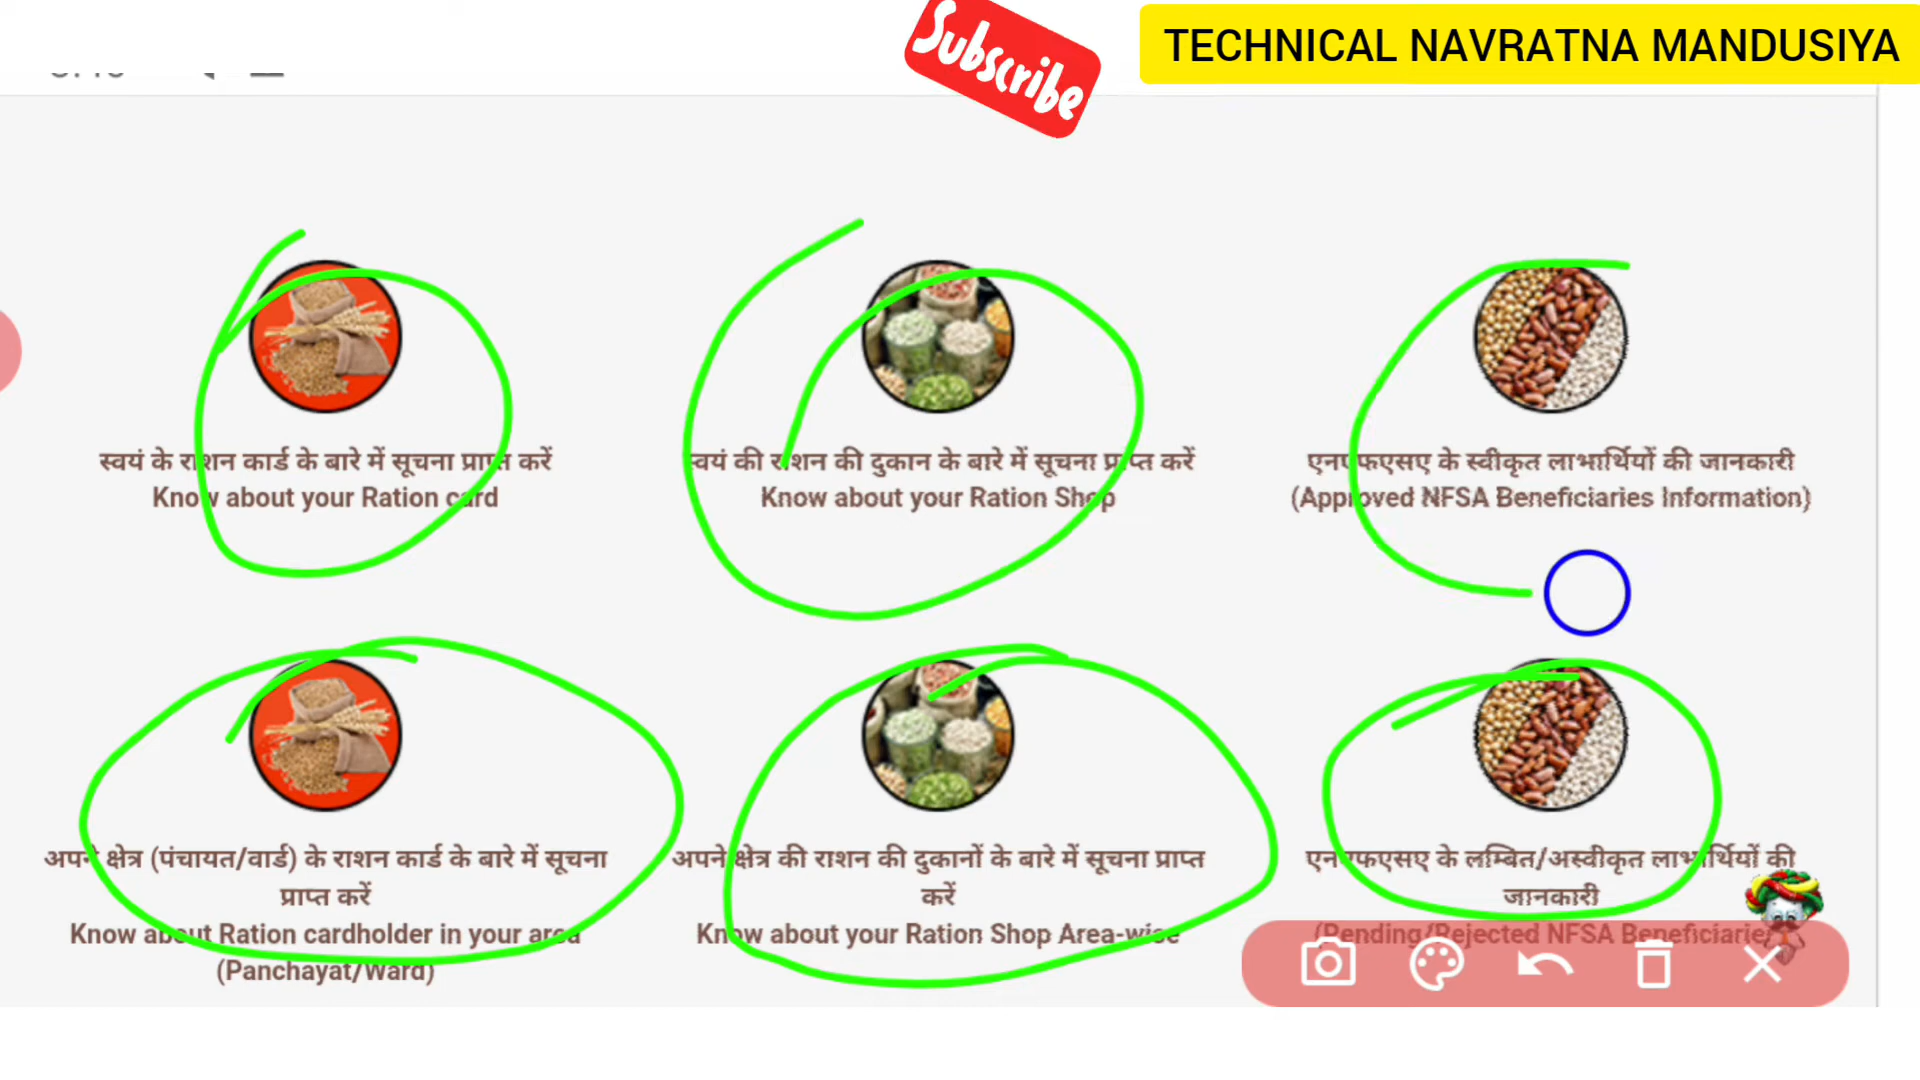 Subscribe
TECHNICAL NAVRATNA MANDUSIYA
स्वयं के राशन कार्ड के बारे में सूचना प्राप्त करें
Know about your Ration card
स्वयं की राशन की दुकान के बारे में सूचना प्राप्त करें
Know about your Ration Shop
एनएफएसए के स्वीकृत लाभार्थियों की जानकारी
(Approved NFSA Beneficiaries Information)
अपने क्षेत्र (पंचायत/वार्ड) के राशन कार्ड के बारे में सूचना
प्राप्त करें
Know about Ration cardholder in your area
(Panchayat/Ward)
अपने क्षेत्र की राशन की दुकानों के बारे में सूचना प्राप्त
करें
Know about your Ration Shop Area-wise
एनएफएसए के लम्बित/अस्वीकृत लाभार्थियों की
जानकारी
(Pending/Rejected NFSA Beneficiaries